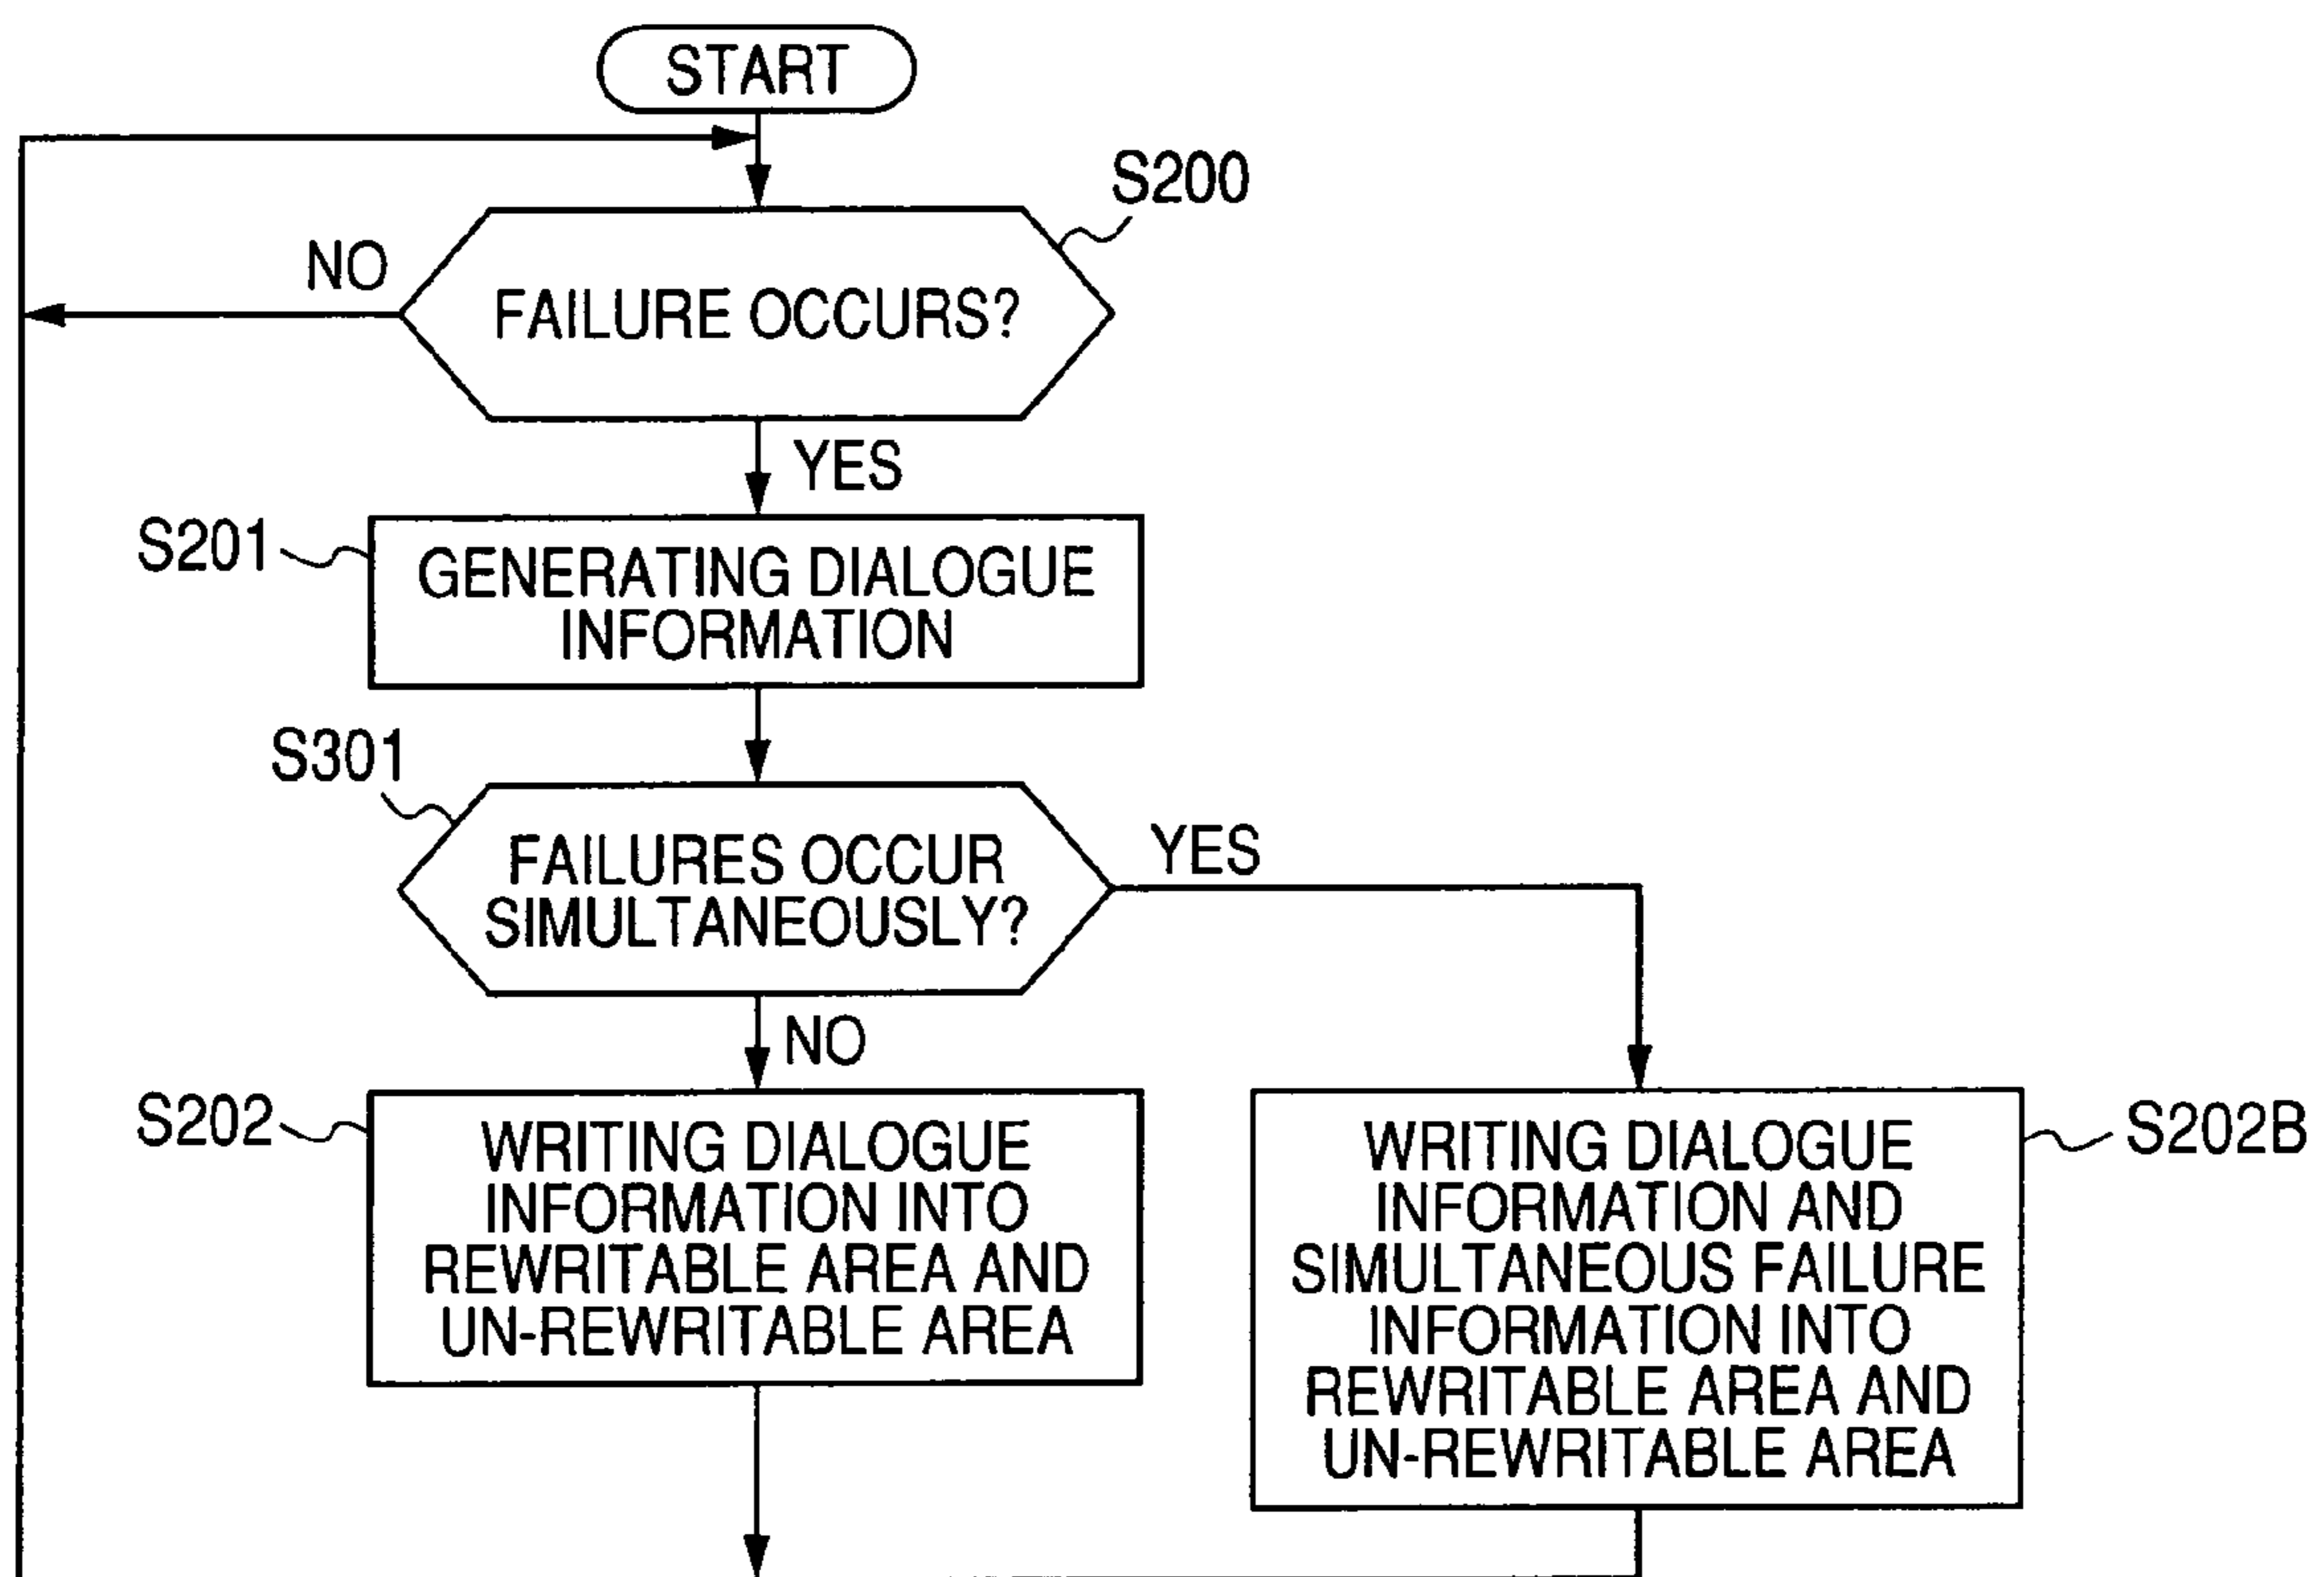 START
S200
NO
FAILURE OCCURS?
YES
S201
GENERATING DIALOGUE
INFORMATION
S301
FAILURES OCCUR
SIMULTANEOUSLY?
YES
NO
S202
WRITING DIALOGUE
INFORMATION INTO
REWRITABLE AREA AND
UN-REWRITABLE AREA
WRITING DIALOGUE
INFORMATION AND
SIMULTANEOUS FAILURE
INFORMATION INTO
REWRITABLE AREA AND
UN-REWRITABLE AREA
S202B